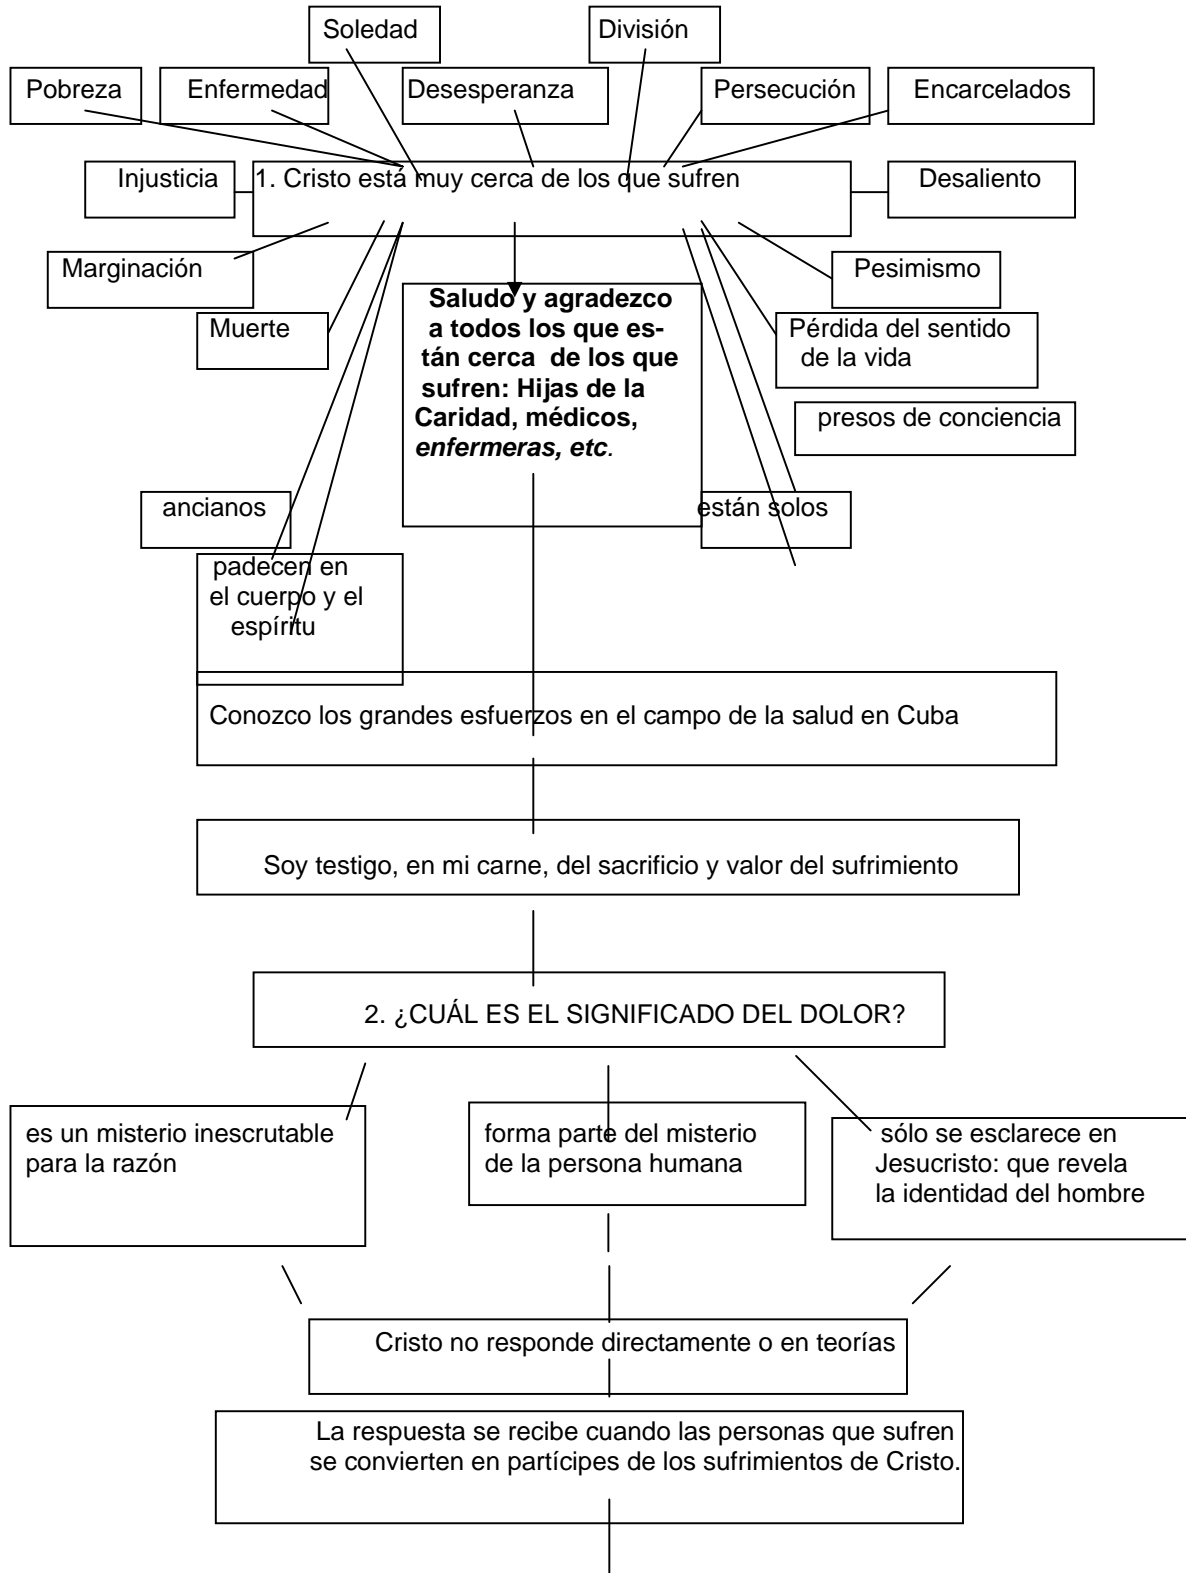 Soledad
División
Pobreza
Enfermedad
Desesperanza
Persecución
Encarcelados
Injusticia
1. Cristo está muy cerca de los que sufren
Desaliento
Marginación
Pesimismo
Muerte
Saludo y agradezco
a todos los que es-
tán cerca de los que
sufren: Hijas de la
Caridad, médicos,
enfermeras, etc.
Pérdida del sentido
de la vida
presos de conciencia
ancianos
están solos
padecen en
el cuerpo y el
espíritu
Conozco los grandes esfuerzos en el campo de la salud en Cuba
Soy testigo, en mi carne, del sacrificio y valor del sufrimiento
2. ¿CUÁL ES EL SIGNIFICADO DEL DOLOR?
es un misterio inescrutable
para la razón
forma parte del misterio
de la persona humana
sólo se esclarece en
Jesucristo: que revela
la identidad del hombre
Cristo no responde directamente o en teorías
La respuesta se recibe cuando las personas que sufren
se convierten en partícipes de los sufrimientos de Cristo.